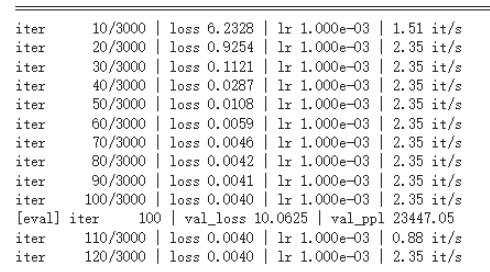 iter 10/3000 | loss 6.2328 | lr 1.000e-03 | 1.51 it/s
iter 20/3000 | loss 0.9254 | lr 1.000e-03 | 2.35 it/s
iter 30/3000 | loss 0.1121 | lr 1.000e-03 | 2.35 it/s
iter 40/3000 | loss 0.0287 | lr 1.000e-03 | 2.35 it/s
iter 50/3000 | loss 0.0108 | lr 1.000e-03 | 2.35 it/s
iter 60/3000 | loss 0.0059 | lr 1.000e-03 | 2.35 it/s
iter 70/3000 | loss 0.0046 | lr 1.000e-03 | 2.35 it/s
iter 80/3000 | loss 0.0042 | lr 1.000e-03 | 2.35 it/s
iter 90/3000 | loss 0.0041 | lr 1.000e-03 | 2.35 it/s
iter 100/3000 | loss 0.0040 | lr 1.000e-03 | 2.35 it/s
[eval] iter 100 | val_loss 10.0625 | val_ppl 23447.05
iter 110/3000 | loss 0.0040 | lr 1.000e-03 | 0.88 it/s
iter 120/3000 | loss 0.0040 | lr 1.000e-03 | 2.35 it/s